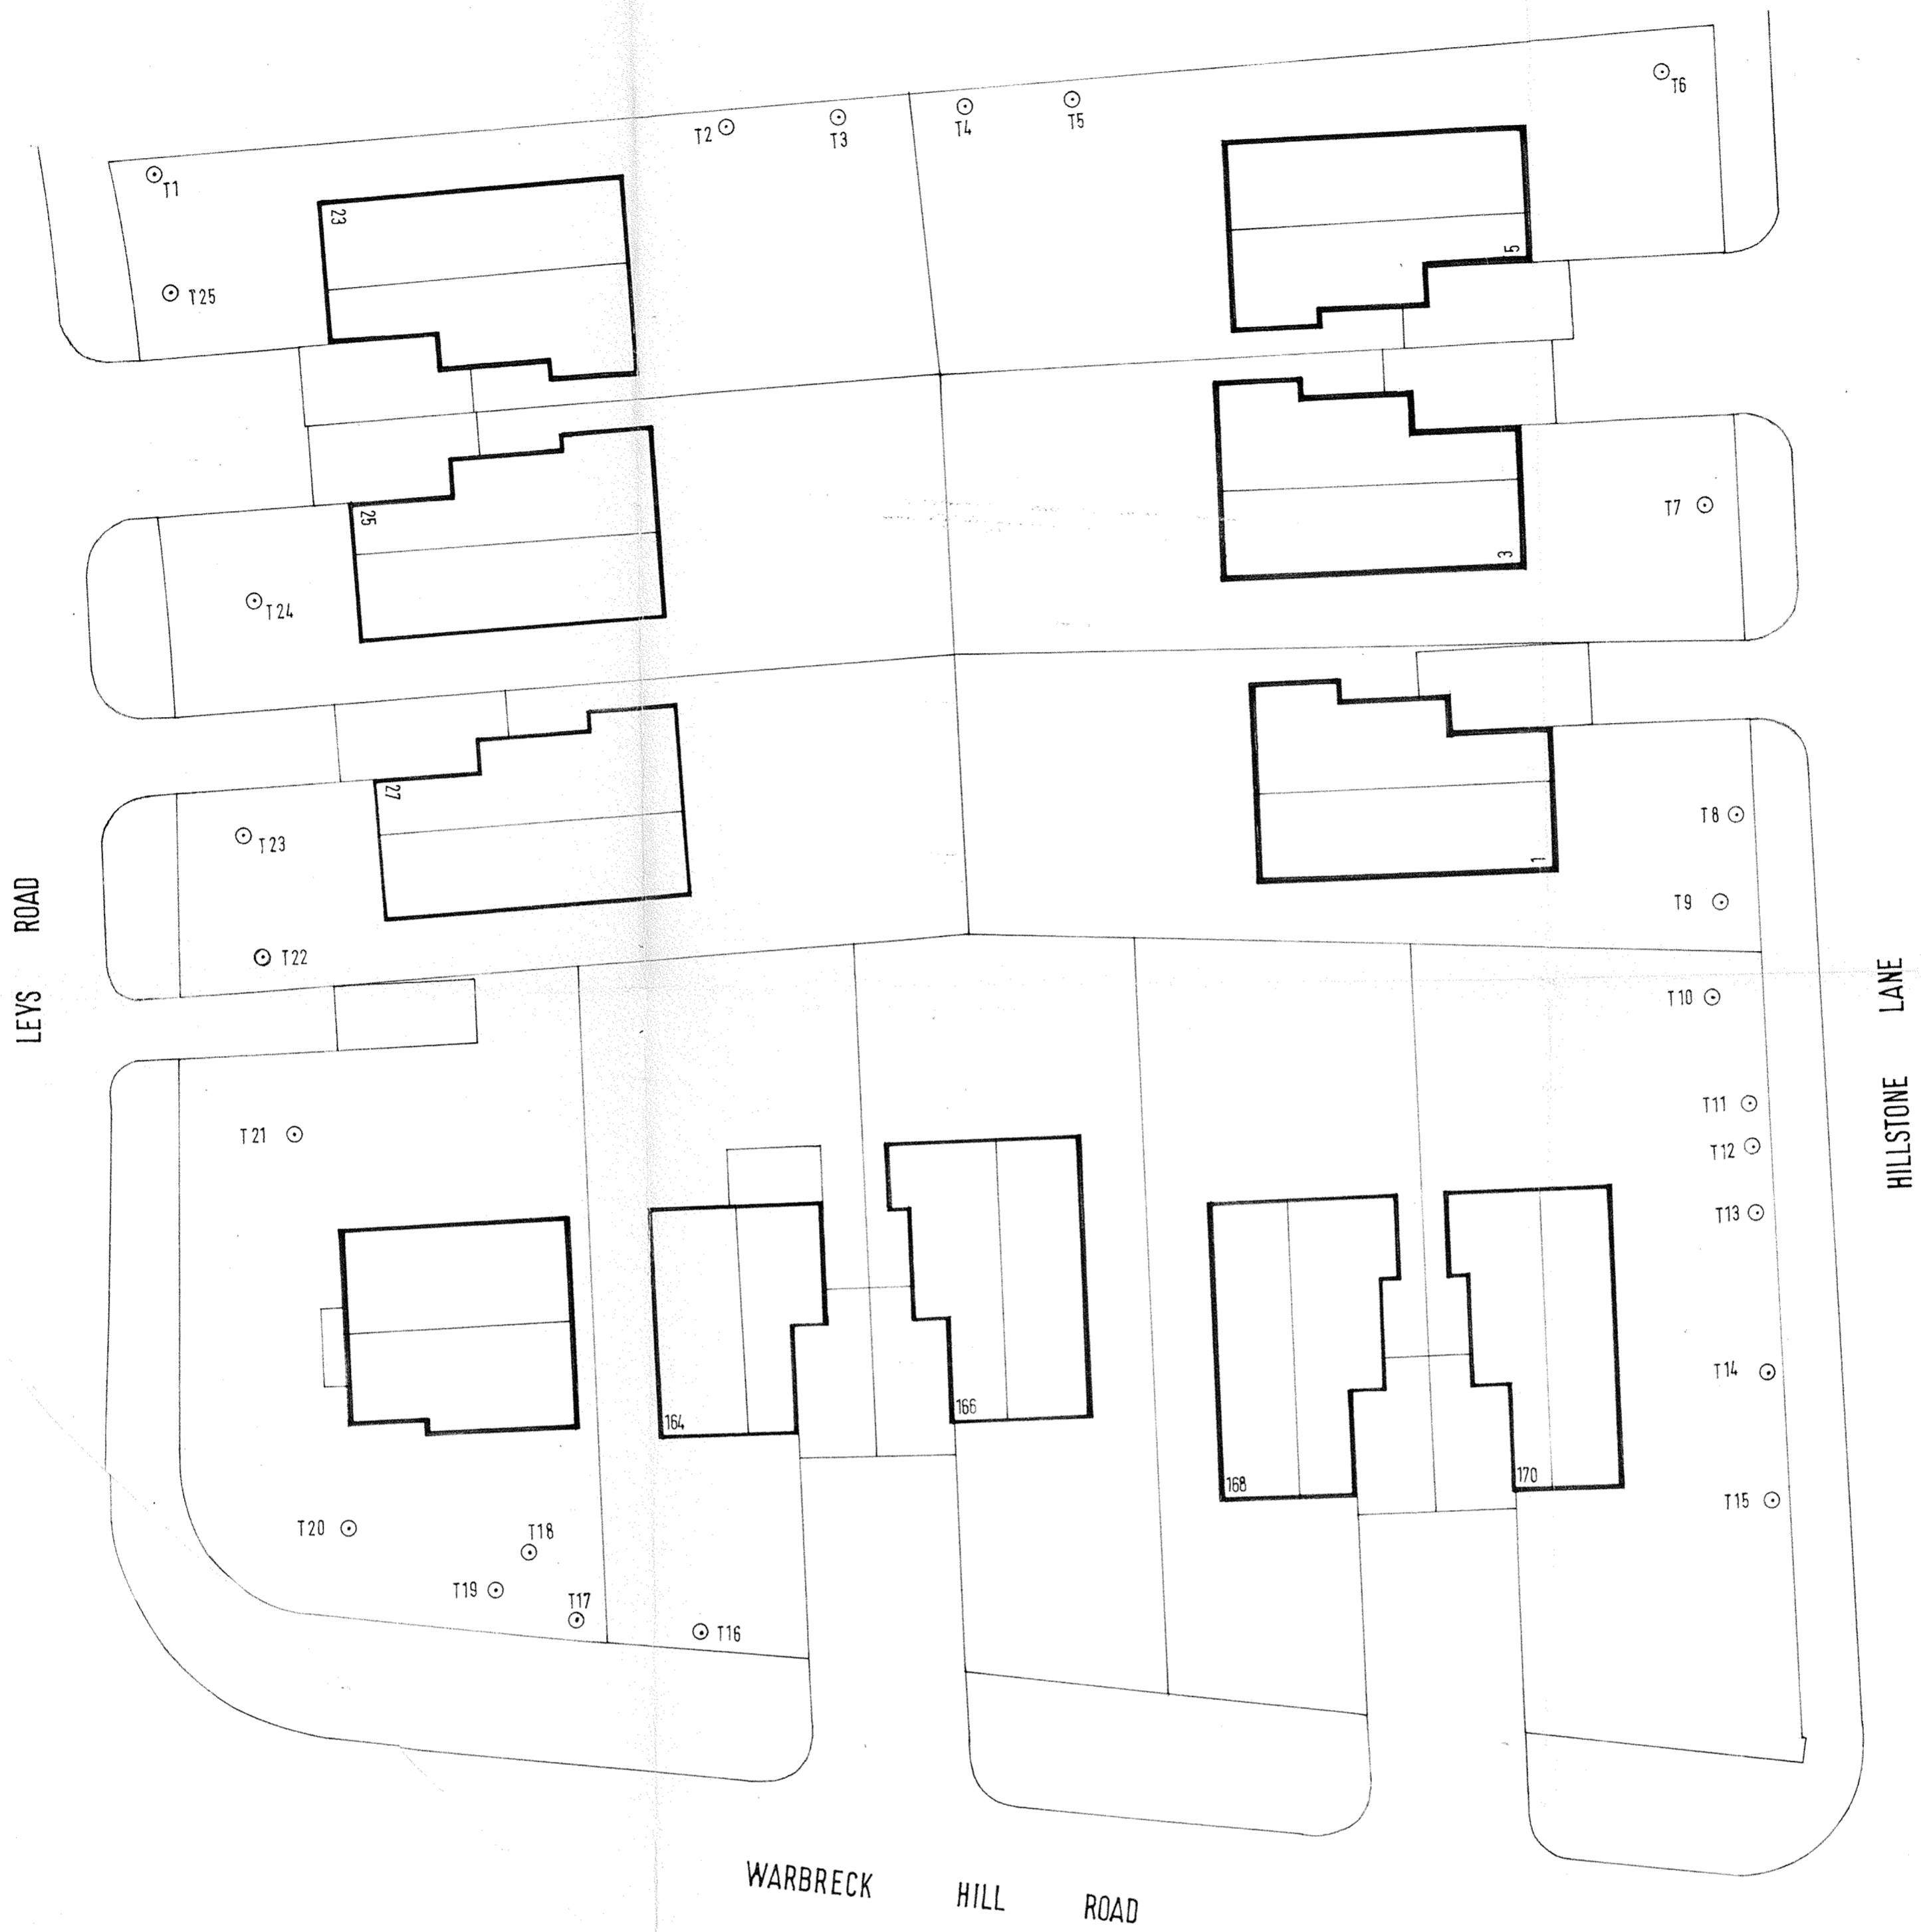 T6
T2
T3
T4
T5
T1
23
5
T25
25
3
T7
T24
27
1
T8
T23
T9
T22
LEYS ROAD
HILLSTONE LANE
T10
T11
T21
T12
T13
T14
164
166
168
170
T15
T20
T18
T19
T17
T16
WARBRECK HILL ROAD